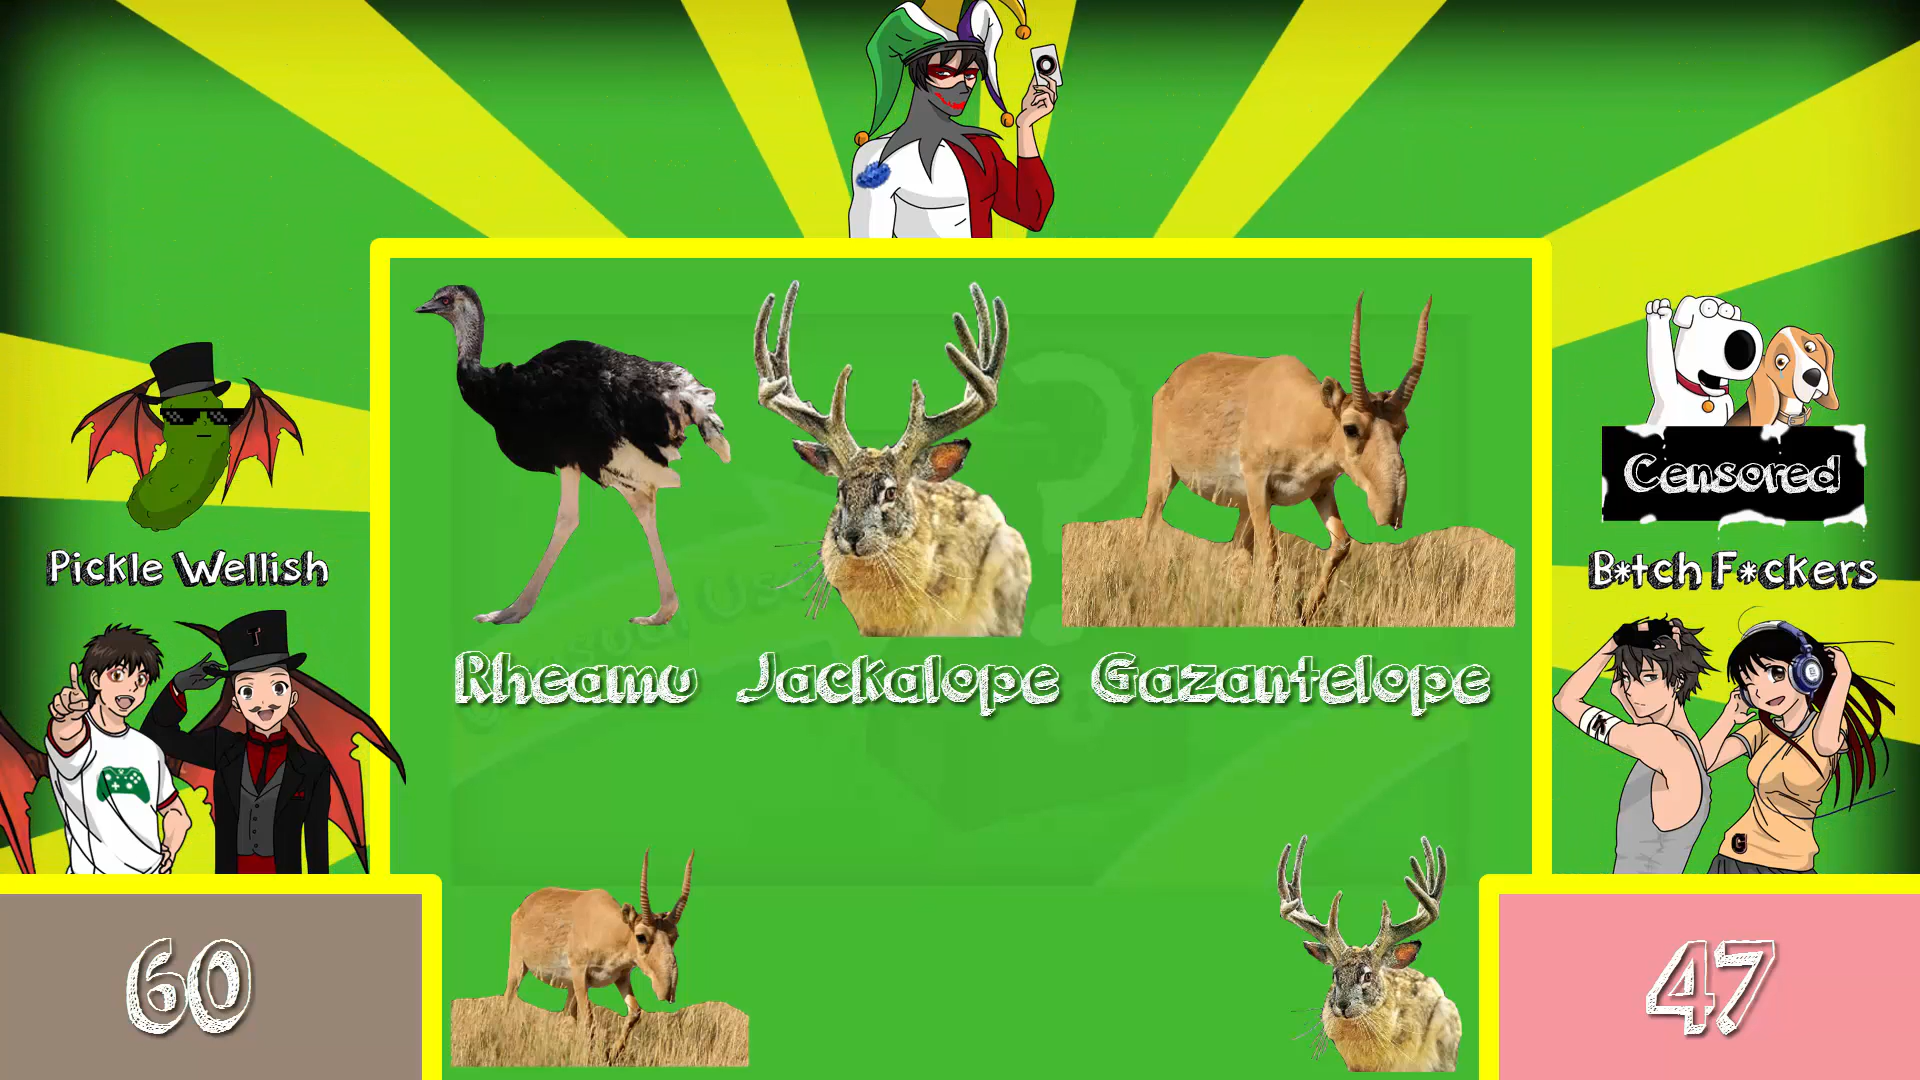 Censored
Pickle Wellish
B*tch F*ckers
Rheamu Jackalope Gazantelope
60
47